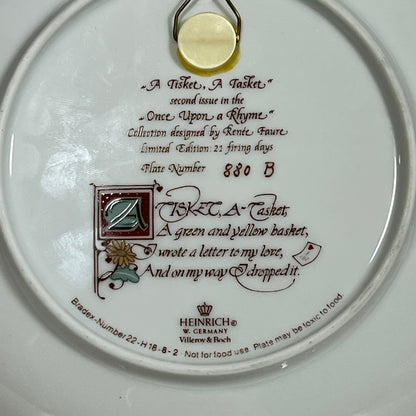 „A Tisket, A Tasket"
second issue in the
„Once Upon a Rhyme"
Collection designed by Renée Faure
Limited Edition: 21 firing days
Plate Number 880 B
A TISKET, A-Tasket,
A green and yellow basket,
I wrote a letter to my love,
And on my way I dropped it.
HEINRICH©
W. GERMANY
Villeroy & Boch
Bradex-Number 22-H18-8-2 Not for food use. Plate may be toxic to food.